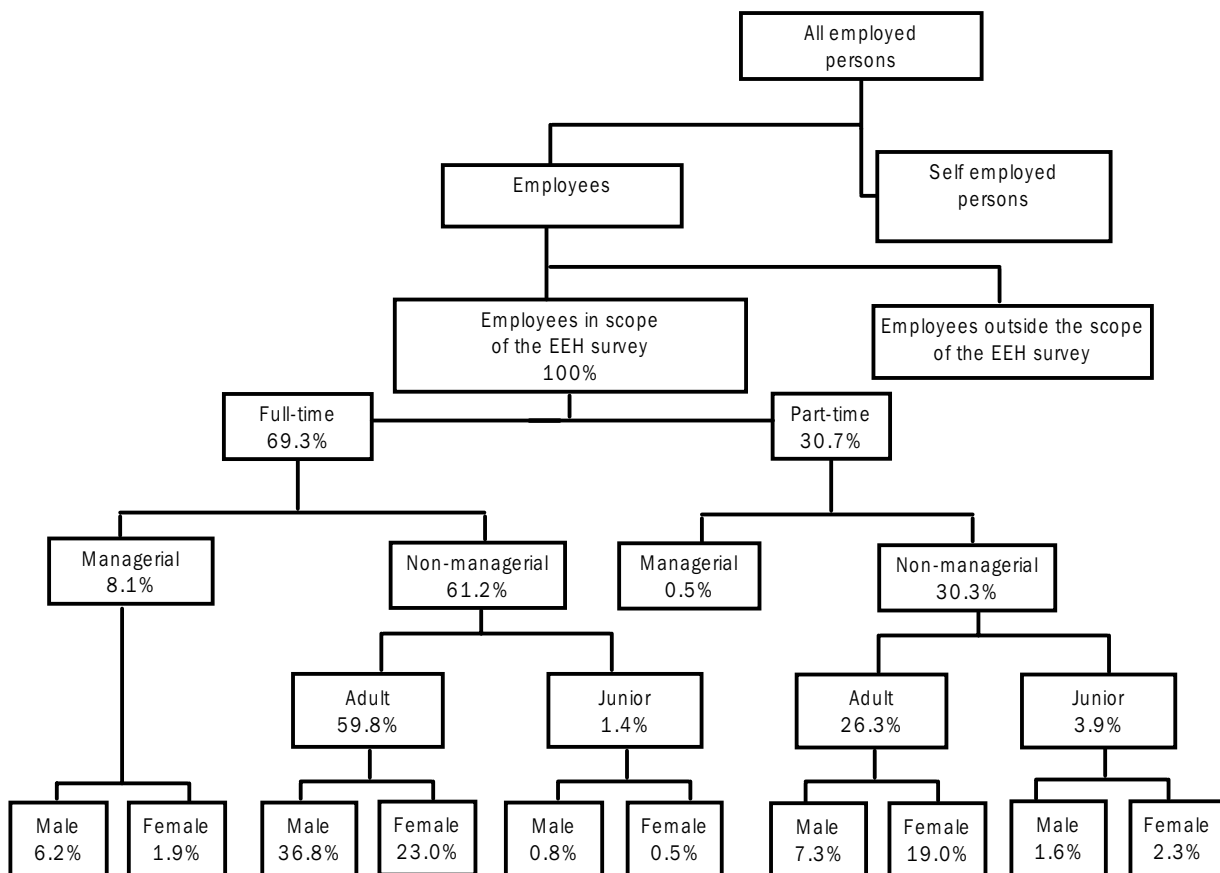 All employed
persons
Employees
Self employed
persons
Employees in scope
of the EEH survey
100%
Employees outside the scope
of the EEH survey
Full-time
69.3%
Part-time
30.7%
Managerial
8.1%
Non-managerial
61.2%
Managerial
0.5%
Non-managerial
30.3%
Adult
59.8%
Junior
1.4%
Adult
26.3%
Junior
3.9%
Male
6.2%
Female
1.9%
Male
36.8%
Female
23.0%
Male
0.8%
Female
0.5%
Male
7.3%
Female
19.0%
Male
1.6%
Female
2.3%